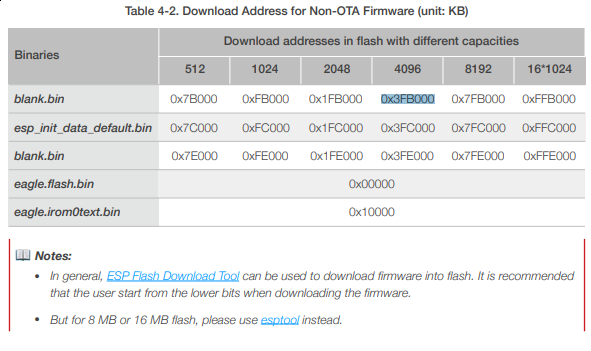 Table 4-2. Download Address for Non-OTA Firmware (unit: KB)
Binaries
Download addresses in flash with different capacities
512 1024 2048 4096 8192 16*1024
blank.bin 0x7B000 0xFB000 0x1FB000 0x3FB000 0x7FB000 0xFFB000
esp_init_data_default.bin 0x7C000 0xFC000 0x1FC000 0x3FC000 0x7FC000 0xFFC000
blank.bin 0x7E000 0xFE000 0x1FE000 0x3FE000 0x7FE000 0xFFE000
eagle.flash.bin 0x00000
eagle.irom0text.bin 0x10000
Notes:
• In general, ESP Flash Download Tool can be used to download firmware into flash. It is recommended
that the user start from the lower bits when downloading the firmware.
• But for 8 MB or 16 MB flash, please use esptool instead.